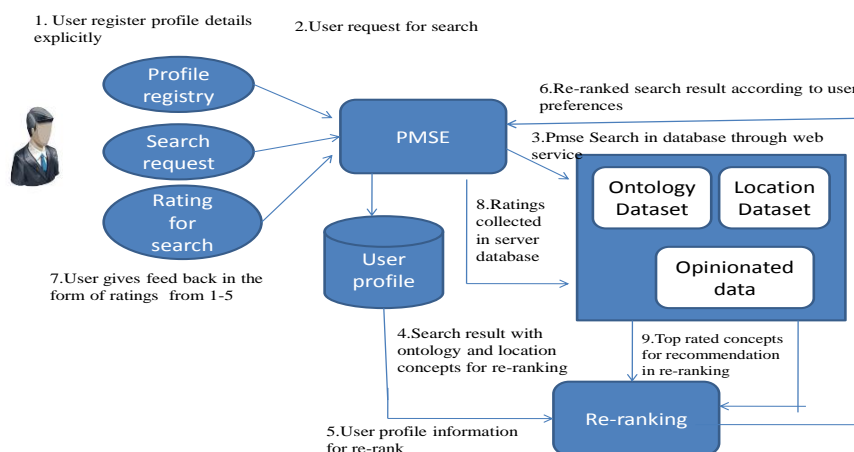 1. User register profile details
explicitly
2.User request for search
Profile
registry
Search
request
Rating
for
search
7.User gives feed back in the
form of ratings from 1-5
PMSE
6.Re-ranked search result according to user
preferences
3.Pmse Search in database through web
service
Ontology
Dataset
Location
Dataset
Opinionated
data
8.Ratings
collected
in server
database
User
profile
4.Search result with
ontology and location
concepts for re-ranking
9.Top rated concepts
for recommendation
in re-ranking
5.User profile information
for re-rank
Re-ranking